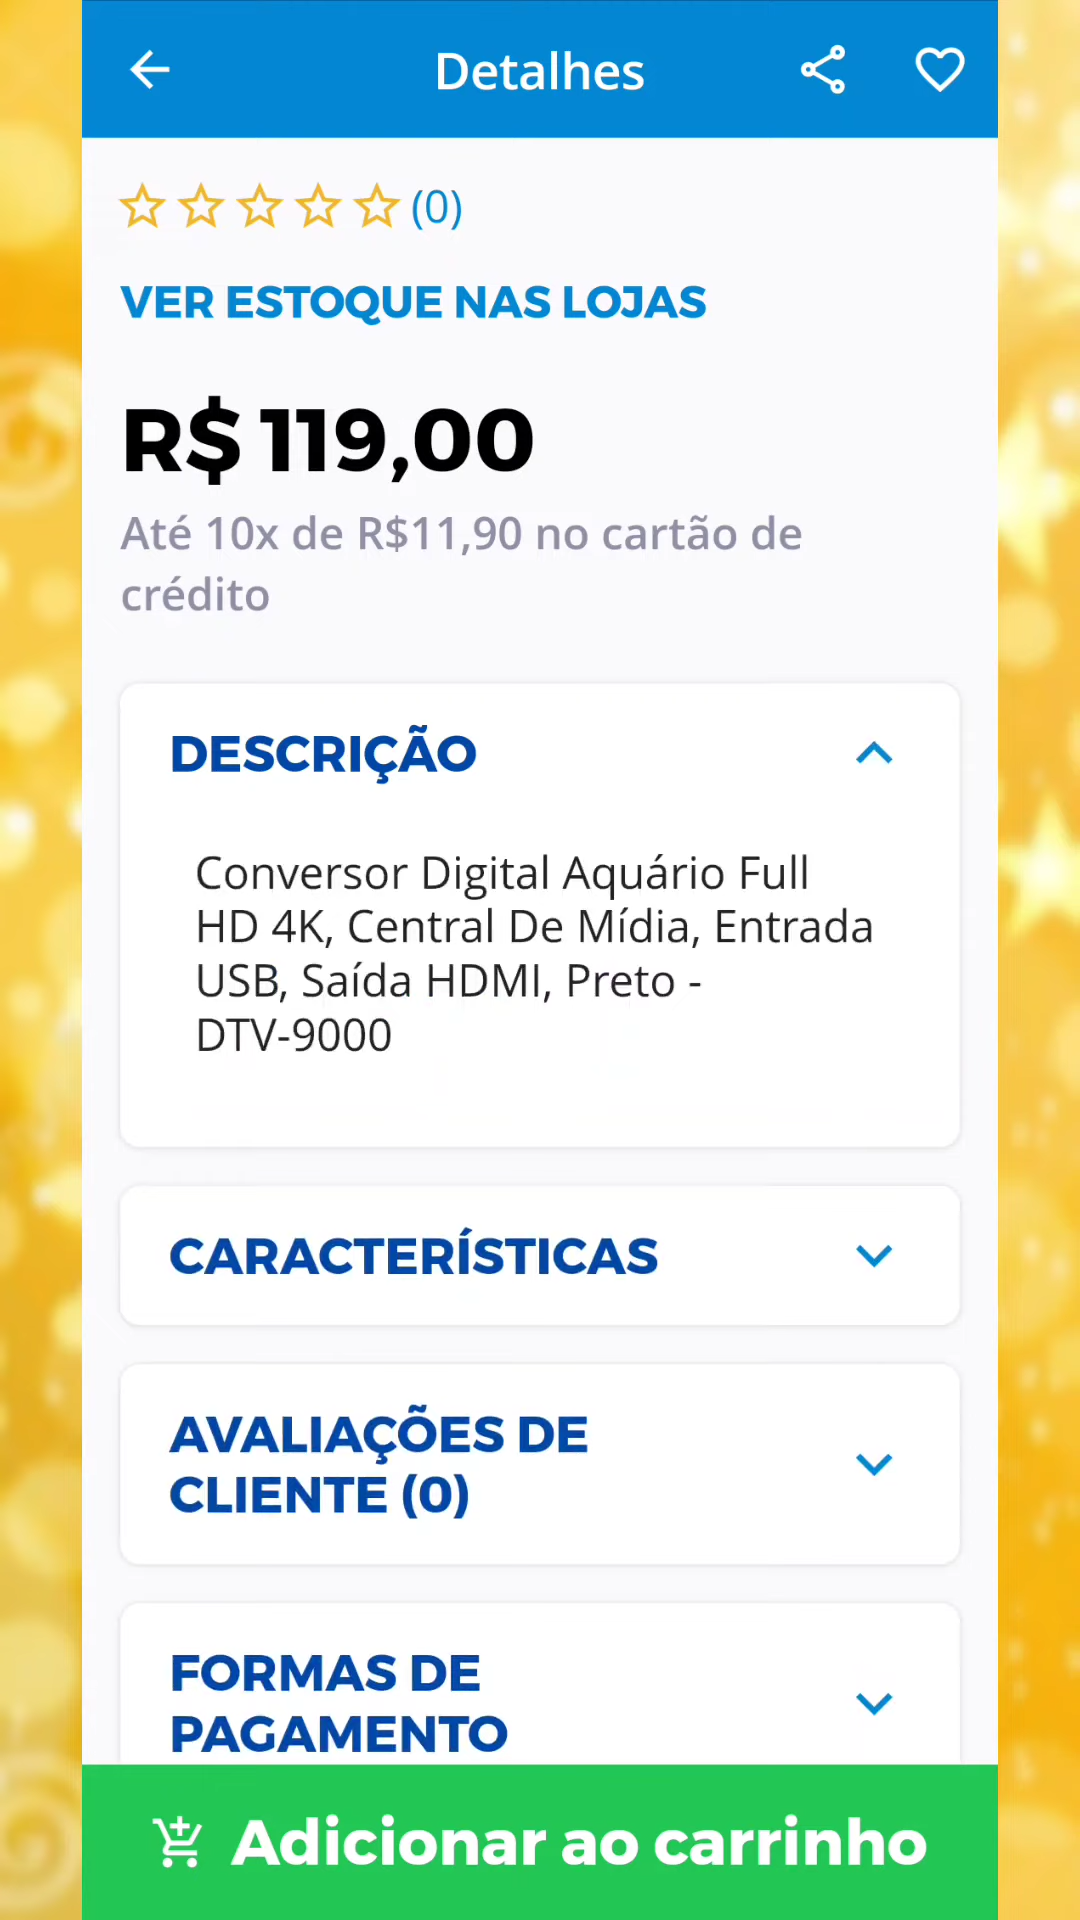 Detalhes
(0)
VER ESTOQUE NAS LOJAS
R$ 119,00
Até 10x de R$11,90 no cartão de
crédito
DESCRIÇÃO
Conversor Digital Aquário Full
HD 4K, Central De Mídia, Entrada
USB, Saída HDMI, Preto -
DTV-9000
CARACTERÍSTICAS
AVALIAÇÕES DE
CLIENTE (0)
FORMAS DE
PAGAMENTO
Adicionar ao carrinho